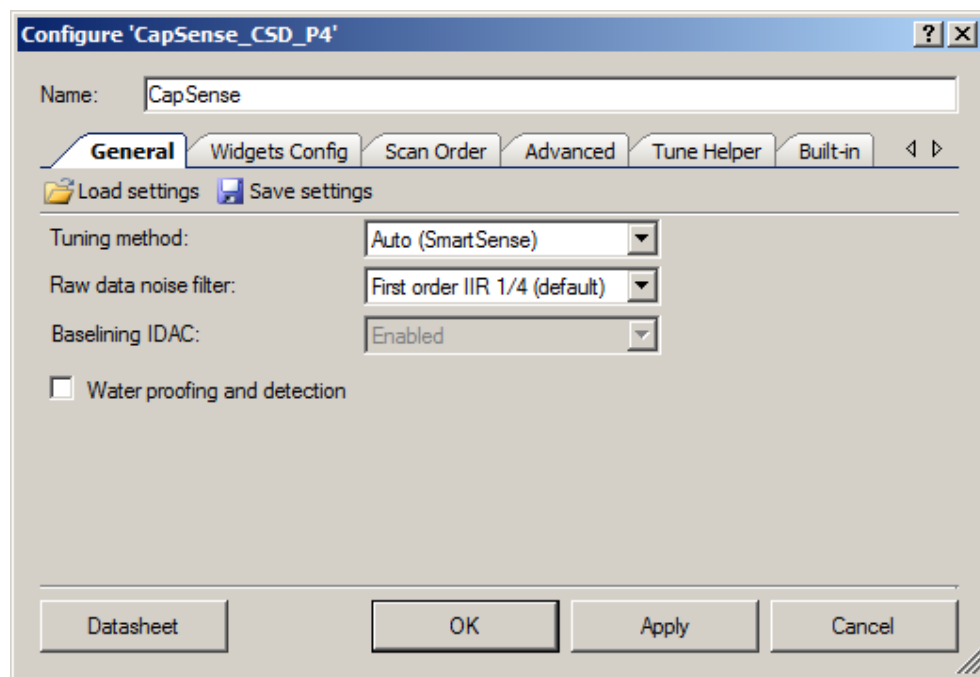 Configure 'CapSense_CSD_P4'
Name: CapSense
General Widgets Config Scan Order Advanced Tune Helper Built-in
Load settings Save settings
Tuning method: Auto (SmartSense)
Raw data noise filter: First order IIR 1/4 (default)
Baselining IDAC: Enabled
Water proofing and detection
Datasheet OK Apply Cancel